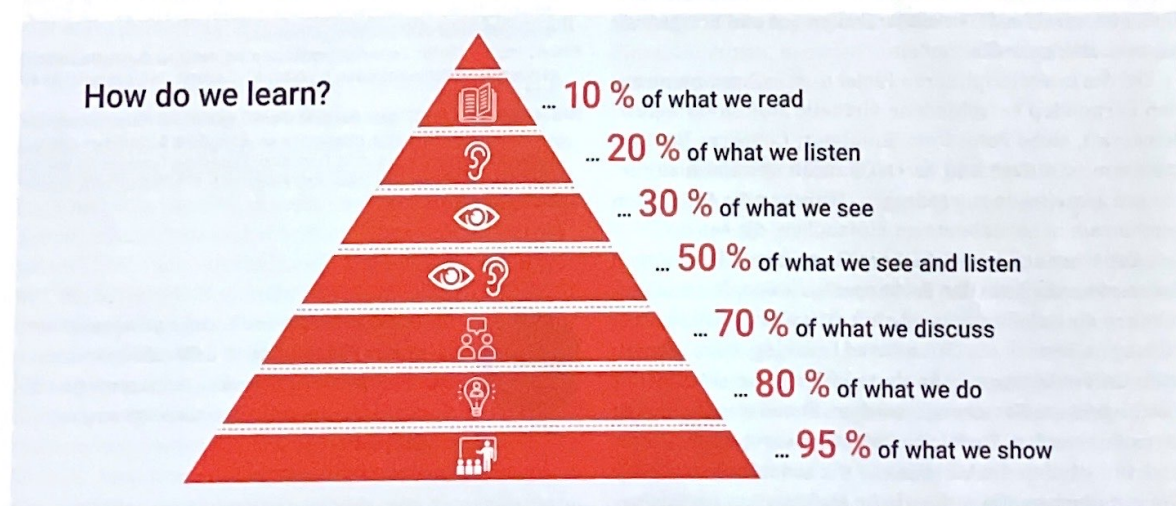 How do we learn?
... 10 % of what we read
... 20 % of what we listen
... 30 % of what we see
... 50 % of what we see and listen
... 70 % of what we discuss
... 80 % of what we do
... 95 % of what we show